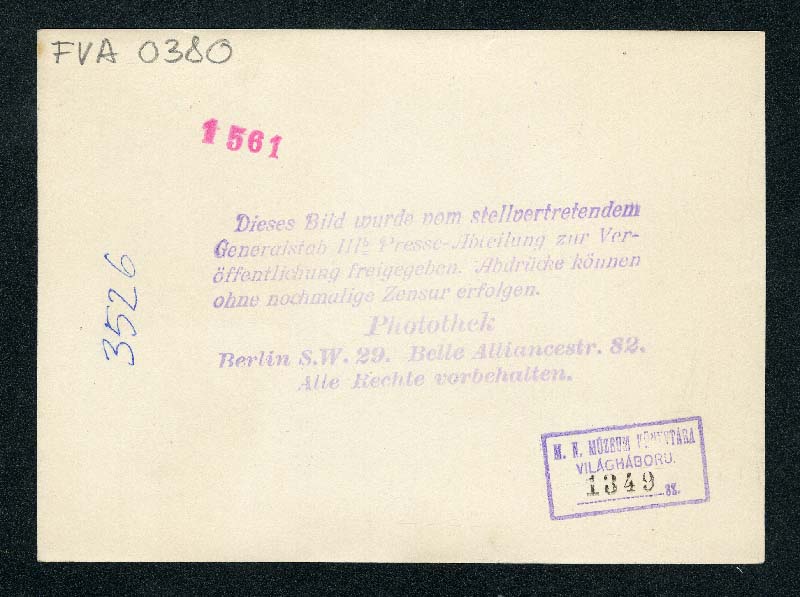 FVA 0380
1561
3526
Dieses Bild wurde vom stellvertretendem
Generalstab IIIb Presse-Abteilung zur Ver-
öffentlichung freigegeben. Abdrücke können
ohne nochmalige Zensur erfolgen.
Photothek
Berlin S.W. 29. Belle Alliancestr. 82.
Alle Rechte vorbehalten.
M. N. MÚZEUM KÖNYVTÁRA
VILÁGHÁBORU.
1349 sz.